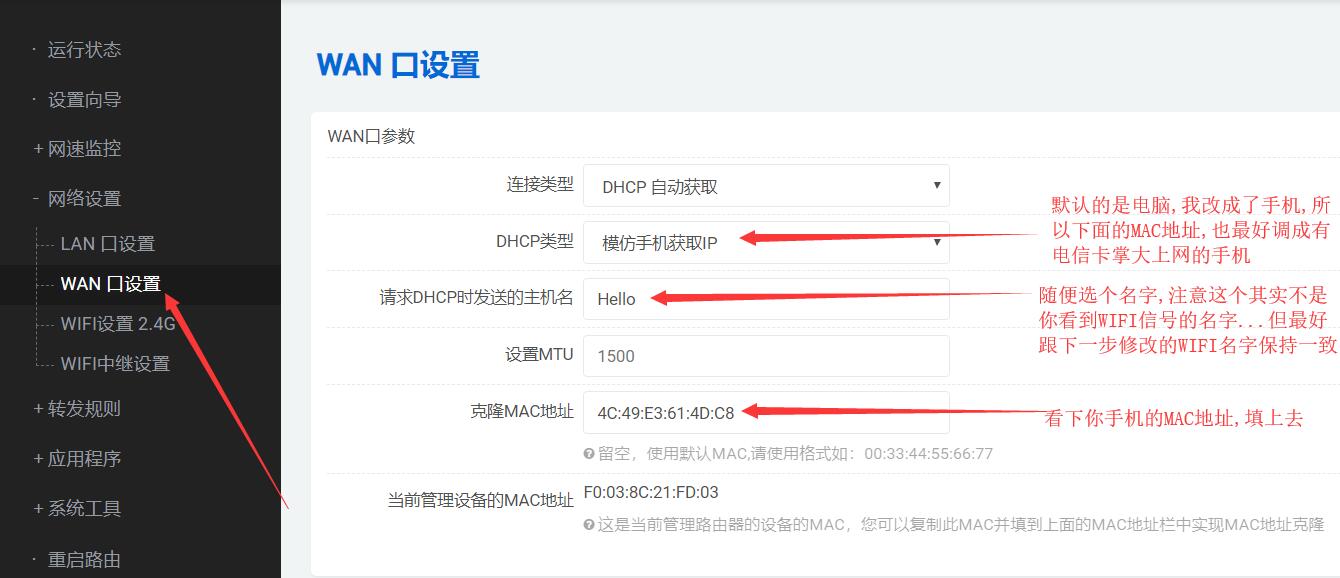 · 运行状态
· 设置向导
+ 网速监控
- 网络设置
LAN 口设置
WAN 口设置
WIFI设置 2.4G
WIFI中继设置
+ 转发规则
+ 应用程序
+ 系统工具
· 重启路由
WAN 口设置
WAN口参数
连接类型 DHCP 自动获取
DHCP类型 模仿手机获取IP
请求DHCP时发送的主机名 Hello
设置MTU 1500
克隆MAC地址 4C:49:E3:61:4D:C8
留空，使用默认MAC,请使用格式如：00:33:44:55:66:77
当前管理设备的MAC地址 F0:03:8C:21:FD:03
这是当前管理路由器的设备的MAC，您可以复制此MAC并填到上面的MAC地址栏中实现MAC地址克隆
默认的是电脑,我改成了手机,所
以下面的MAC地址,也最好调成有
电信卡掌大上网的手机
随便选个名字,注意这个其实不是
你看到WIFI信号的名字...但最好
跟下一步修改的WIFI名字保持一致
看下你手机的MAC地址,填上去